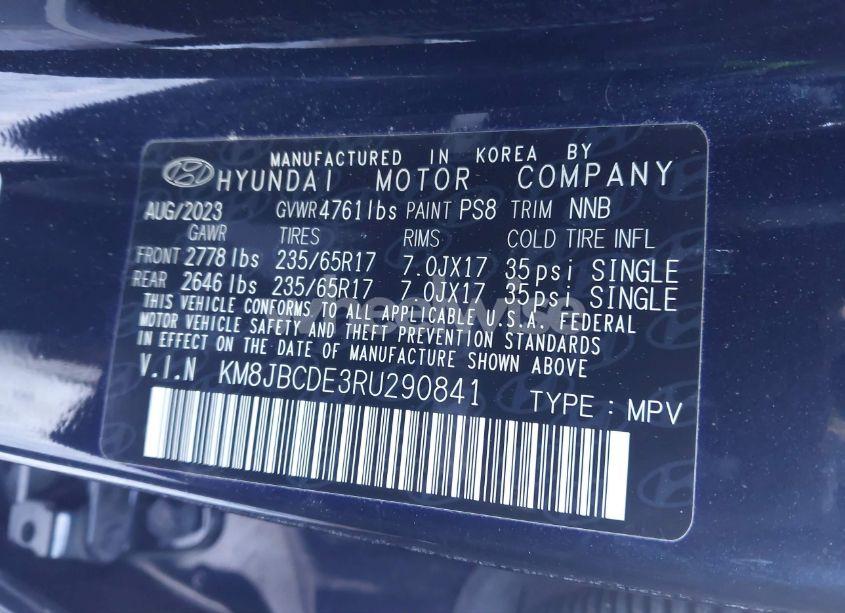 MANUFACTURED IN KOREA BY
HYUNDAI MOTOR COMPANY
AUG/2023 GVWR 4761lbs PAINT PS8 TRIM NNB
GAWR TIRES RIMS COLD TIRE INFL
FRONT 2778 lbs 235/65R17 7.0JX17 35psi SINGLE
REAR 2646 lbs 235/65R17 7.0JX17 35psi SINGLE
THIS VEHICLE CONFORMS TO ALL APPLICABLE U.S.A. FEDERAL
MOTOR VEHICLE SAFETY AND THEFT PREVENTION STANDARDS
IN EFFECT ON THE DATE OF MANUFACTURE SHOWN ABOVE
V.I.N KM8JBCDE3RU290841 TYPE:MPV